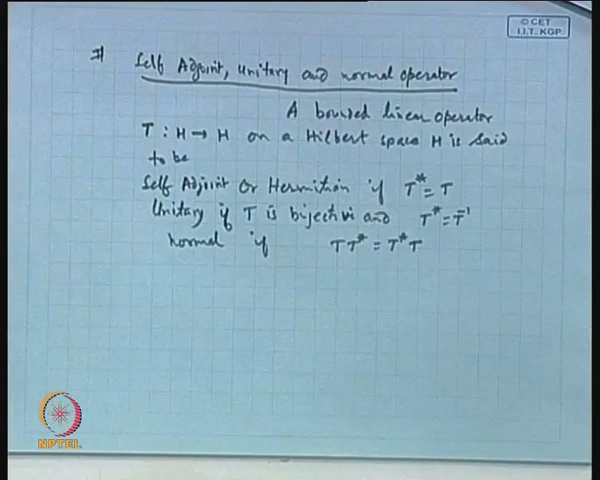 © CET
I.I.T. KGP
# Self Adjoint, Unitary and normal operator
A bounded linear operator
T : H → H on a Hilbert space H is said
to be
Self Adjoint or Hermition if T* = T
Unitary if T is bijective and T* = T⁻¹
normal if TT* = T*T
NPTEL